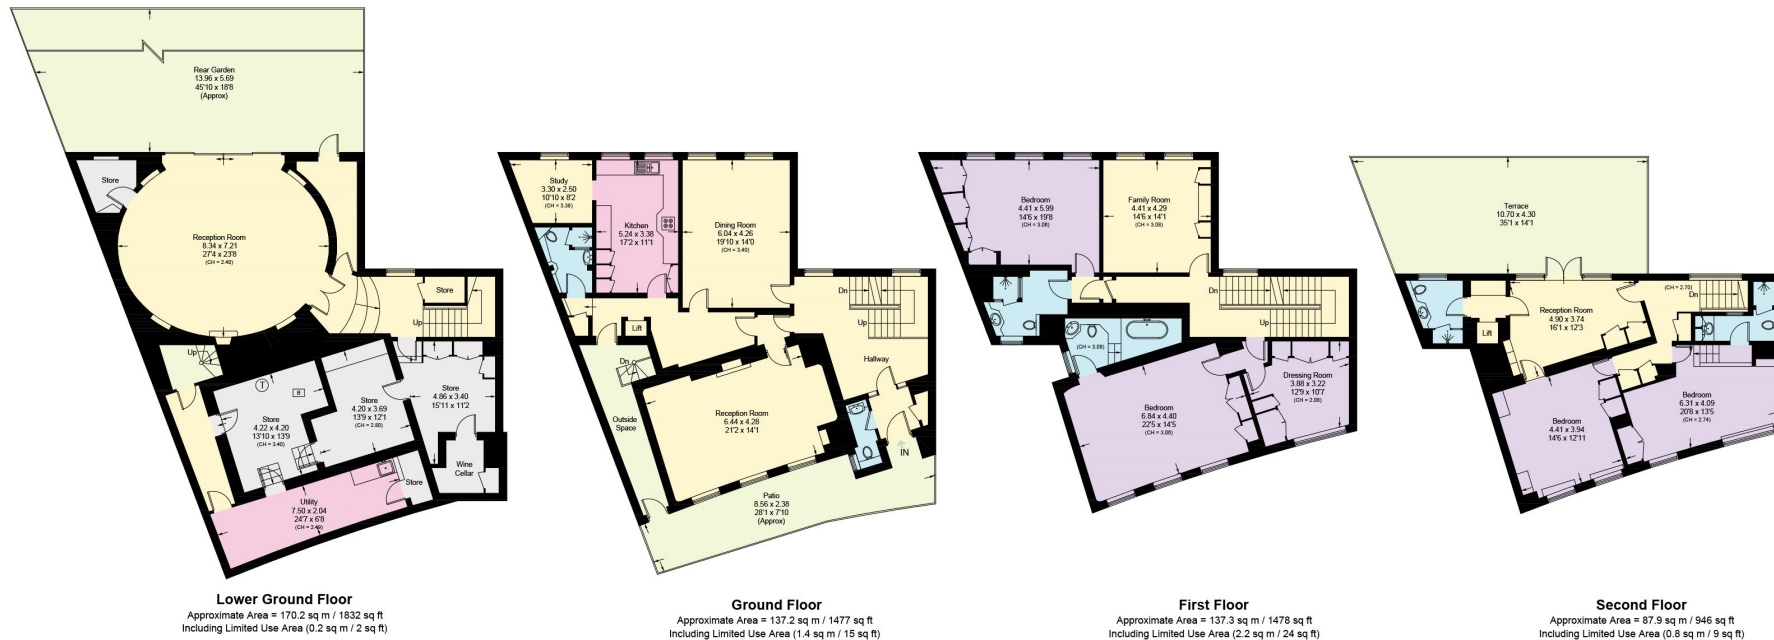 Rear Garden
13.96 x 5.69
45'10 x 18'8
(Approx)
Store
Reception Room
8.34 x 7.21
27'4 x 23'8
(CH = 2.40)
Store
Up
Up
T
B
Store
4.22 x 4.20
13'10 x 13'9
(CH = 3.40)
Store
4.20 x 3.69
13'9 x 12'1
(CH = 2.80)
Store
4.86 x 3.40
15'11 x 11'2
Wine
Cellar
Store
Utility
7.50 x 2.04
24'7 x 6'8
Lower Ground Floor
Approximate Area = 170.2 sq m / 1832 sq ft
Including Limited Use Area (0.2 sq m / 2 sq ft)
Study
3.30 x 2.50
10'10 x 8'2
(CH = 3.36)
Kitchen
5.24 x 3.38
17'2 x 11'1
Dining Room
6.04 x 4.26
19'10 x 14'0
(CH = 3.40)
Dn
Up
Lift
Dn
Hallway
Outside
Space
Reception Room
6.44 x 4.28
21'2 x 14'1
IN
Patio
8.56 x 2.38
28'1 x 7'10
(Approx)
Ground Floor
Approximate Area = 137.2 sq m / 1477 sq ft
Including Limited Use Area (1.4 sq m / 15 sq ft)
Bedroom
4.41 x 5.99
14'6 x 19'8
(CH = 3.06)
Family Room
4.41 x 4.29
14'6 x 14'1
(CH = 3.08)
Dn
Up
(CH = 3.06)
Bedroom
6.84 x 4.40
22'5 x 14'5
(CH = 3.06)
Dressing Room
3.88 x 3.22
12'9 x 10'7
(CH = 2.08)
First Floor
Approximate Area = 137.3 sq m / 1478 sq ft
Including Limited Use Area (2.2 sq m / 24 sq ft)
Terrace
10.70 x 4.30
35'1 x 14'1
(CH = 2.70)
Dn
Lift
Reception Room
4.90 x 3.74
16'1 x 12'3
Bedroom
4.41 x 3.94
14'6 x 12'11
Bedroom
6.31 x 4.09
20'8 x 13'5
(CH = 2.74)
Second Floor
Approximate Area = 87.9 sq m / 946 sq ft
Including Limited Use Area (0.8 sq m / 9 sq ft)